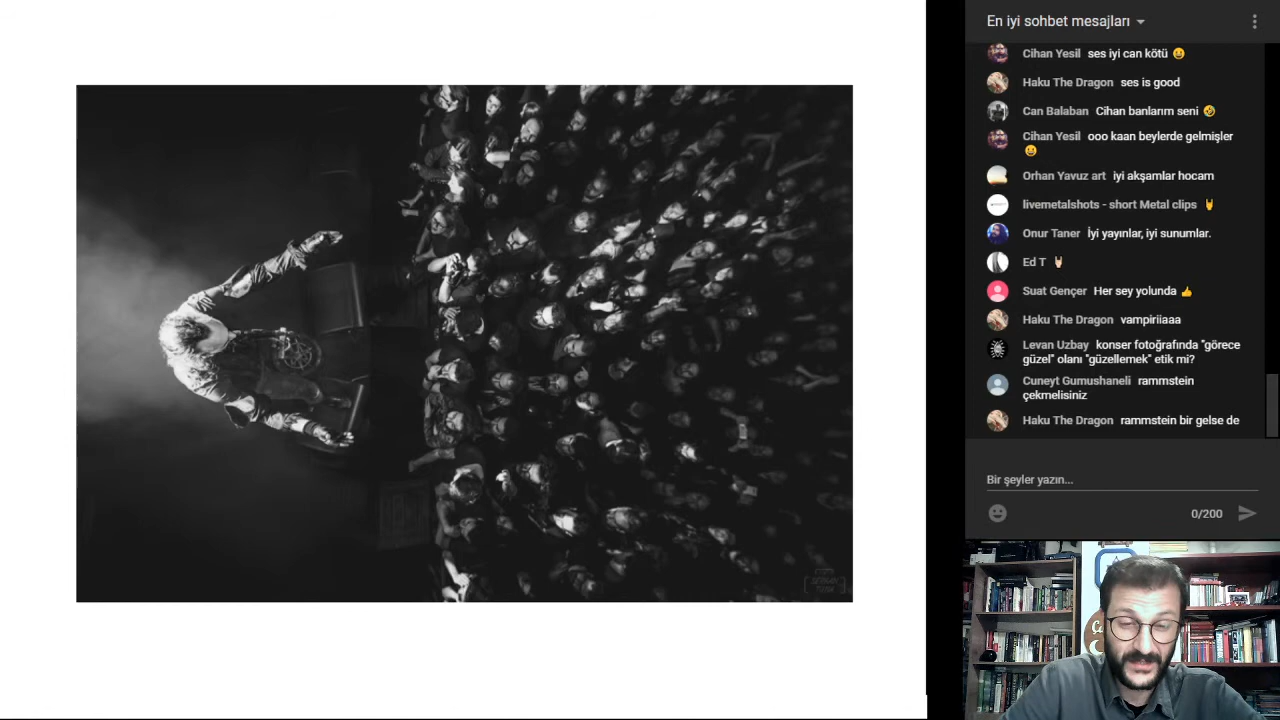 En iyi sohbet mesajları
Cihan Yesil ses iyi can kötü 😀
Haku The Dragon ses is good
Can Balaban Cihan banlarım seni 🤣
Cihan Yesil ooo kaan beylerde gelmişler
😀
Orhan Yavuz art iyi akşamlar hocam
livemetalshots - short Metal clips 🤘
Onur Taner İyi yayınlar, iyi sunumlar.
Ed T 🤘🏻
Suat Gençer Her sey yolunda 👍
Haku The Dragon vampiriiaaa
Levan Uzbay konser fotoğrafında "görece
güzel" olanı "güzellemek" etik mi?
Cuneyt Gumushaneli rammstein
çekmelisiniz
Haku The Dragon rammstein bir gelse de
Bir şeyler yazın...
0/200